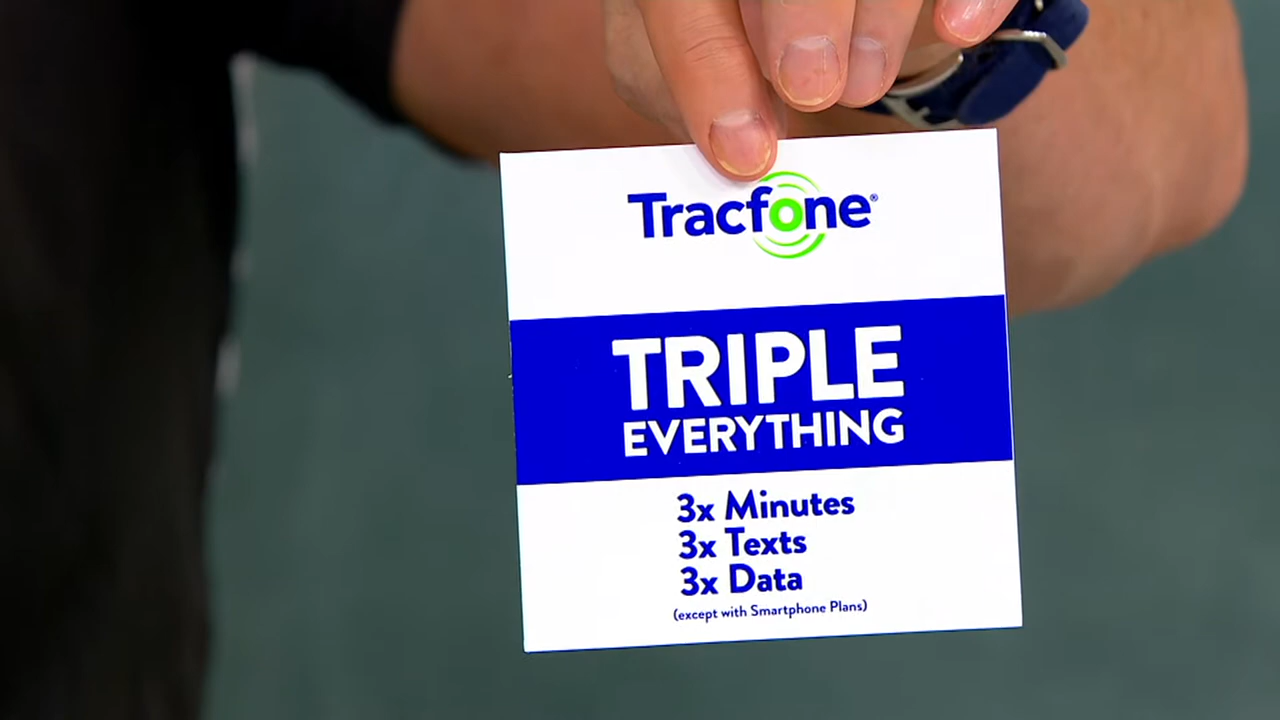 Tracfone®
TRIPLE
EVERYTHING
3x Minutes
3x Texts
3x Data
(except with Smartphone Plans)